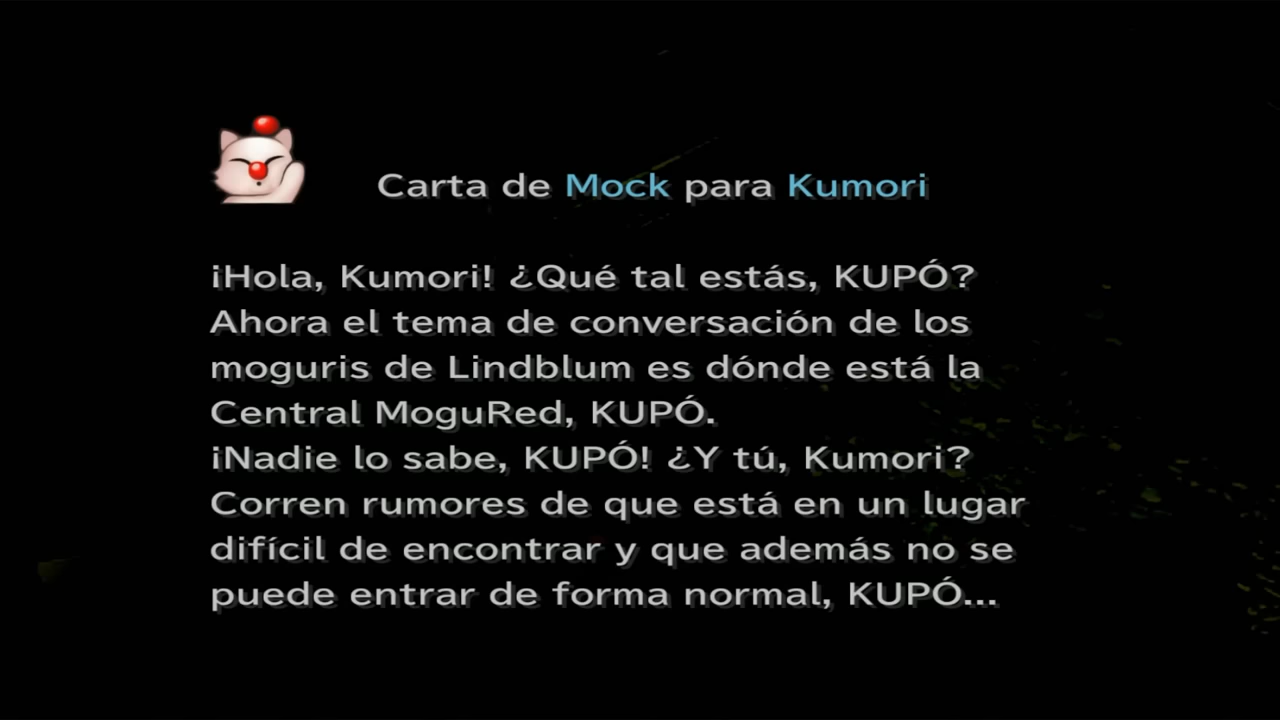 Carta de Mock para Kumori
¡Hola, Kumori! ¿Qué tal estás, KUPÓ?
Ahora el tema de conversación de los
moguris de Lindblum es dónde está la
Central MoguRed, KUPÓ.
¡Nadie lo sabe, KUPÓ! ¿Y tú, Kumori?
Corren rumores de que está en un lugar
difícil de encontrar y que además no se
puede entrar de forma normal, KUPÓ...